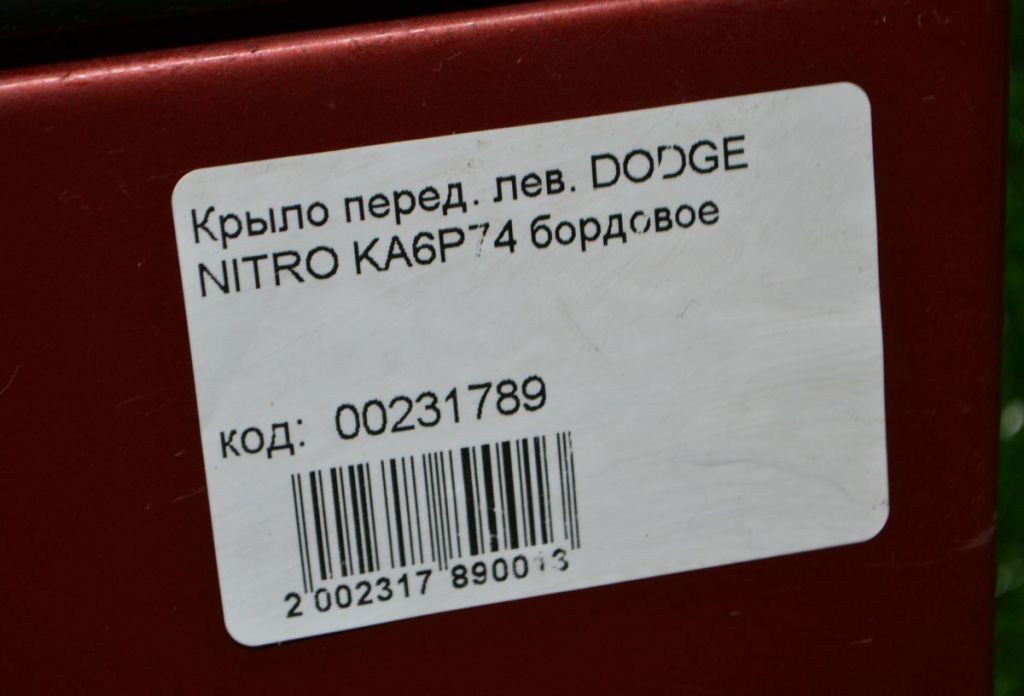 Крыло перед. лев. DODGE
NITRO KA6P74 бордовое
код: 00231789
2 002317 890013